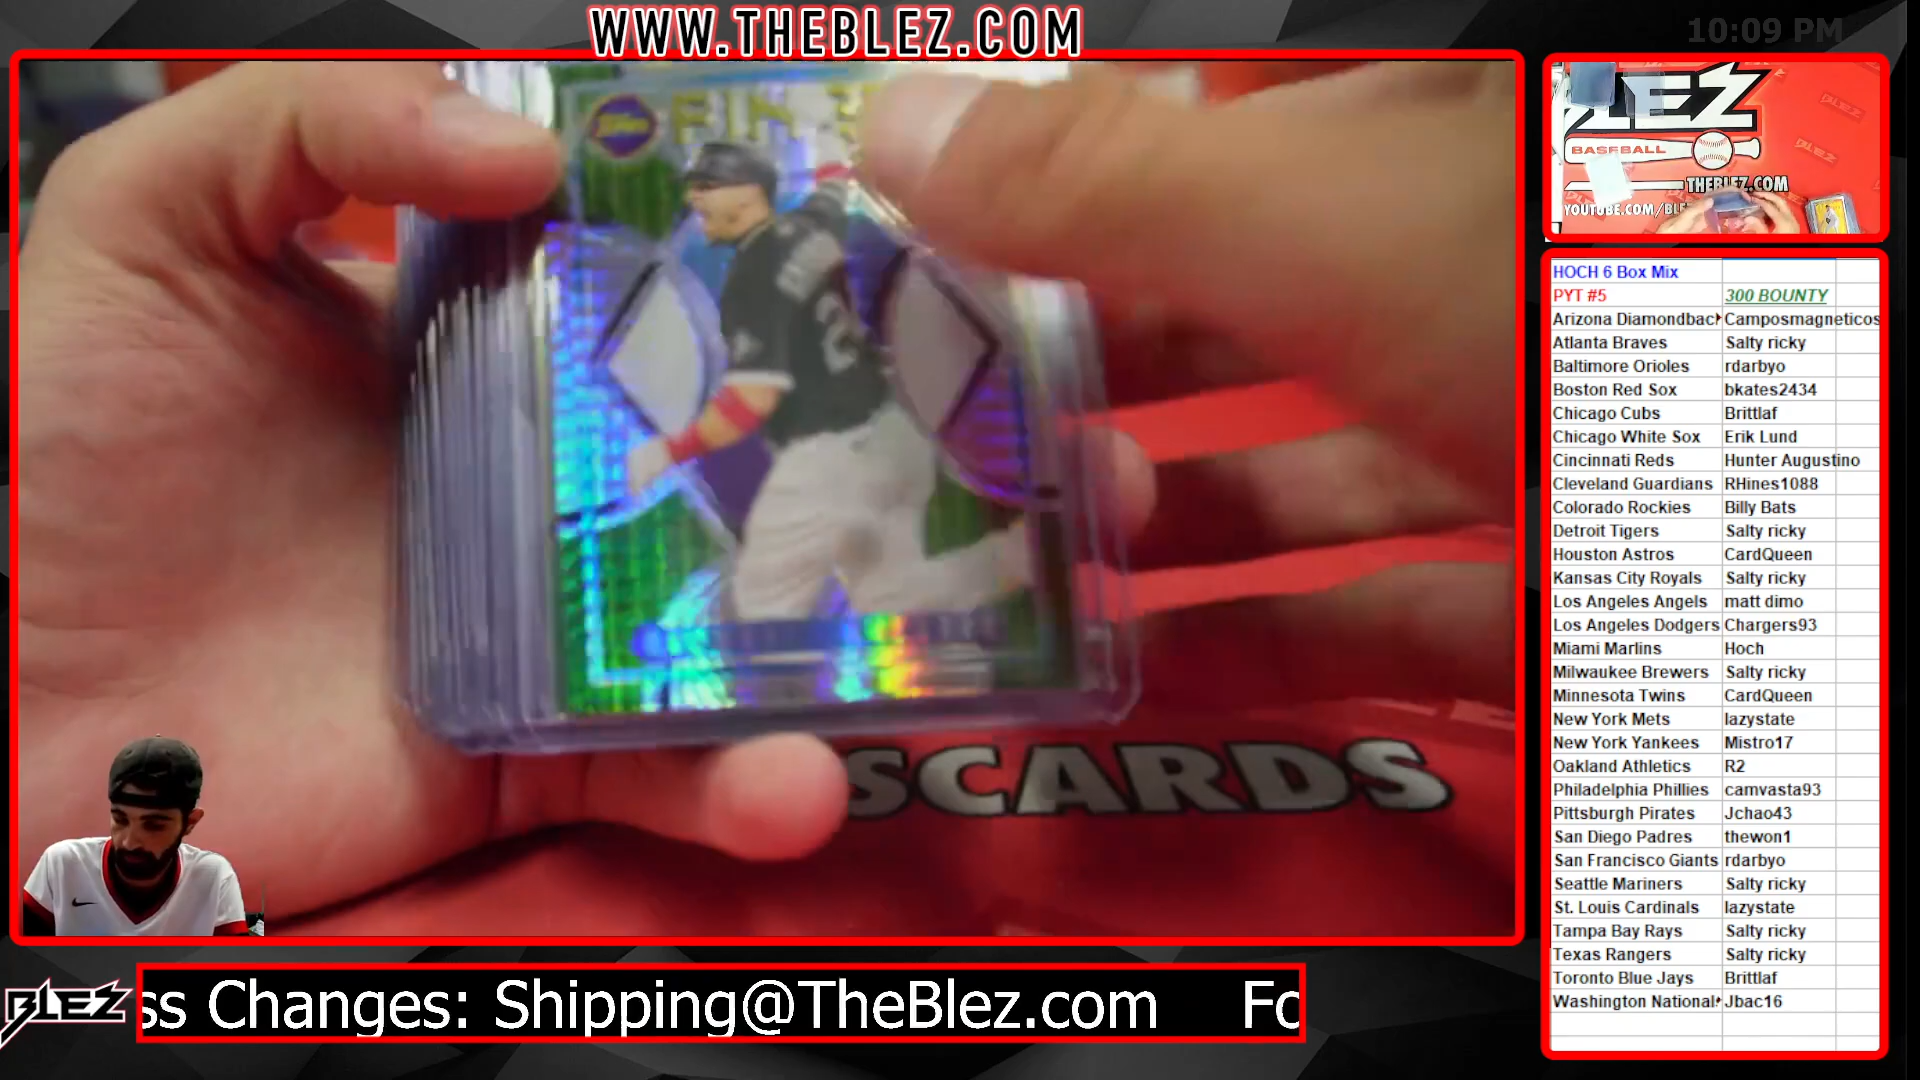 WWW.THEBLEZ.COM
10:09 PM
BLEZ
BASEBALL
THEBLEZ.COM
YOUTUBE.COM/BLE
HOCH 6 Box Mix
PYT #5 300 BOUNTY
Arizona Diamondbac Camposmagneticos
Atlanta Braves Salty ricky
Baltimore Orioles rdarbyo
Boston Red Sox bkates2434
Chicago Cubs Brittlaf
Chicago White Sox Erik Lund
Cincinnati Reds Hunter Augustino
Cleveland Guardians RHines1088
Colorado Rockies Billy Bats
Detroit Tigers Salty ricky
Houston Astros CardQueen
Kansas City Royals Salty ricky
Los Angeles Angels matt dimo
Los Angeles Dodgers Chargers93
Miami Marlins Hoch
Milwaukee Brewers Salty ricky
Minnesota Twins CardQueen
New York Mets lazystate
New York Yankees Mistro17
Oakland Athletics R2
Philadelphia Phillies camvasta93
Pittsburgh Pirates Jchao43
San Diego Padres thewon1
San Francisco Giants rdarbyo
Seattle Mariners Salty ricky
St. Louis Cardinals lazystate
Tampa Bay Rays Salty ricky
Texas Rangers Salty ricky
Toronto Blue Jays Brittlaf
Washington National Jbac16
SCARDS
BLEZ
ss Changes: Shipping@TheBlez.com Fo